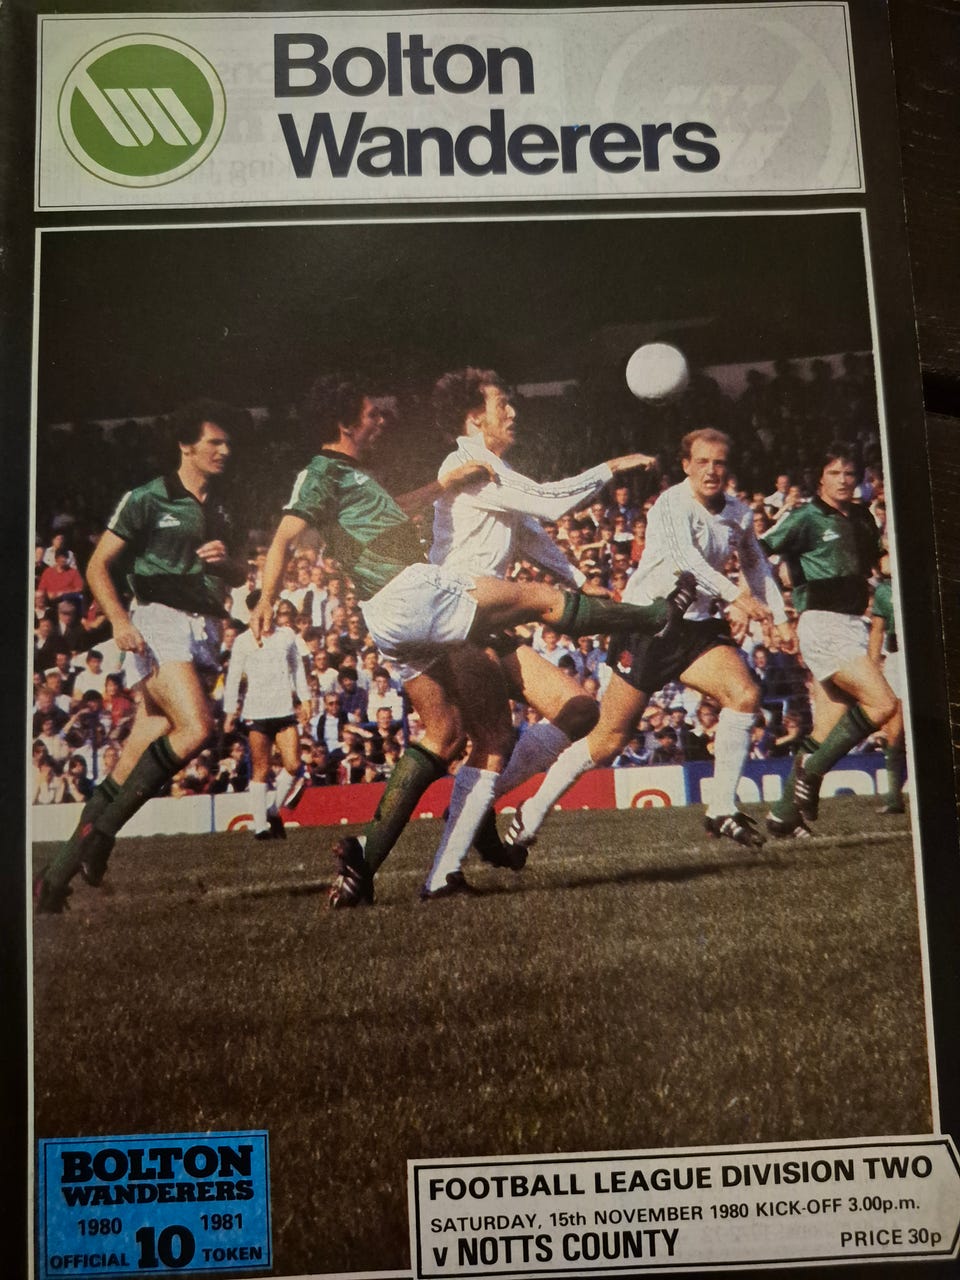 Bolton
Wanderers
BOLTON
WANDERERS
1980 10 1981
OFFICIAL TOKEN
FOOTBALL LEAGUE DIVISION TWO
SATURDAY, 15th NOVEMBER 1980 KICK-OFF 3.00p.m.
v NOTTS COUNTY PRICE 30p